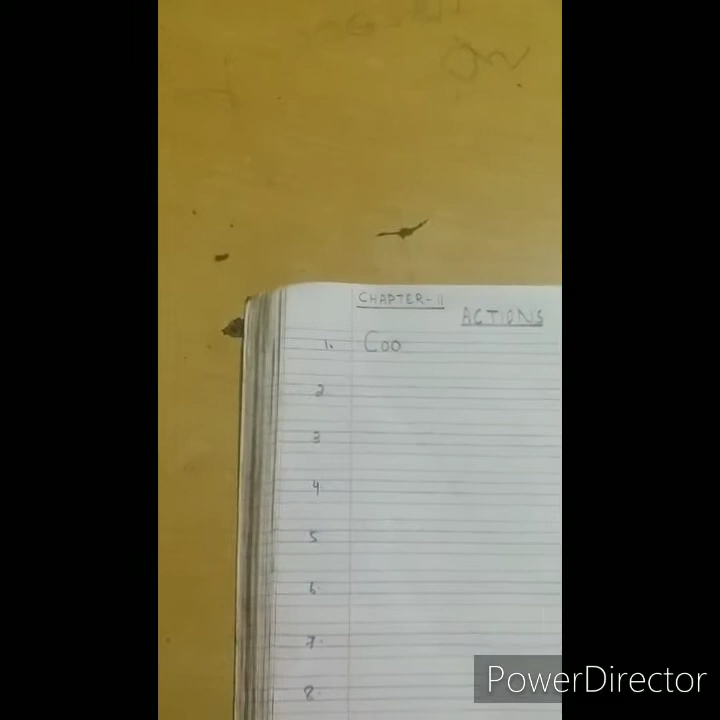 CHAPTER-11
ACTIONS
1. Coo
2
3
4.
5
6.
7.
8.
PowerDirector